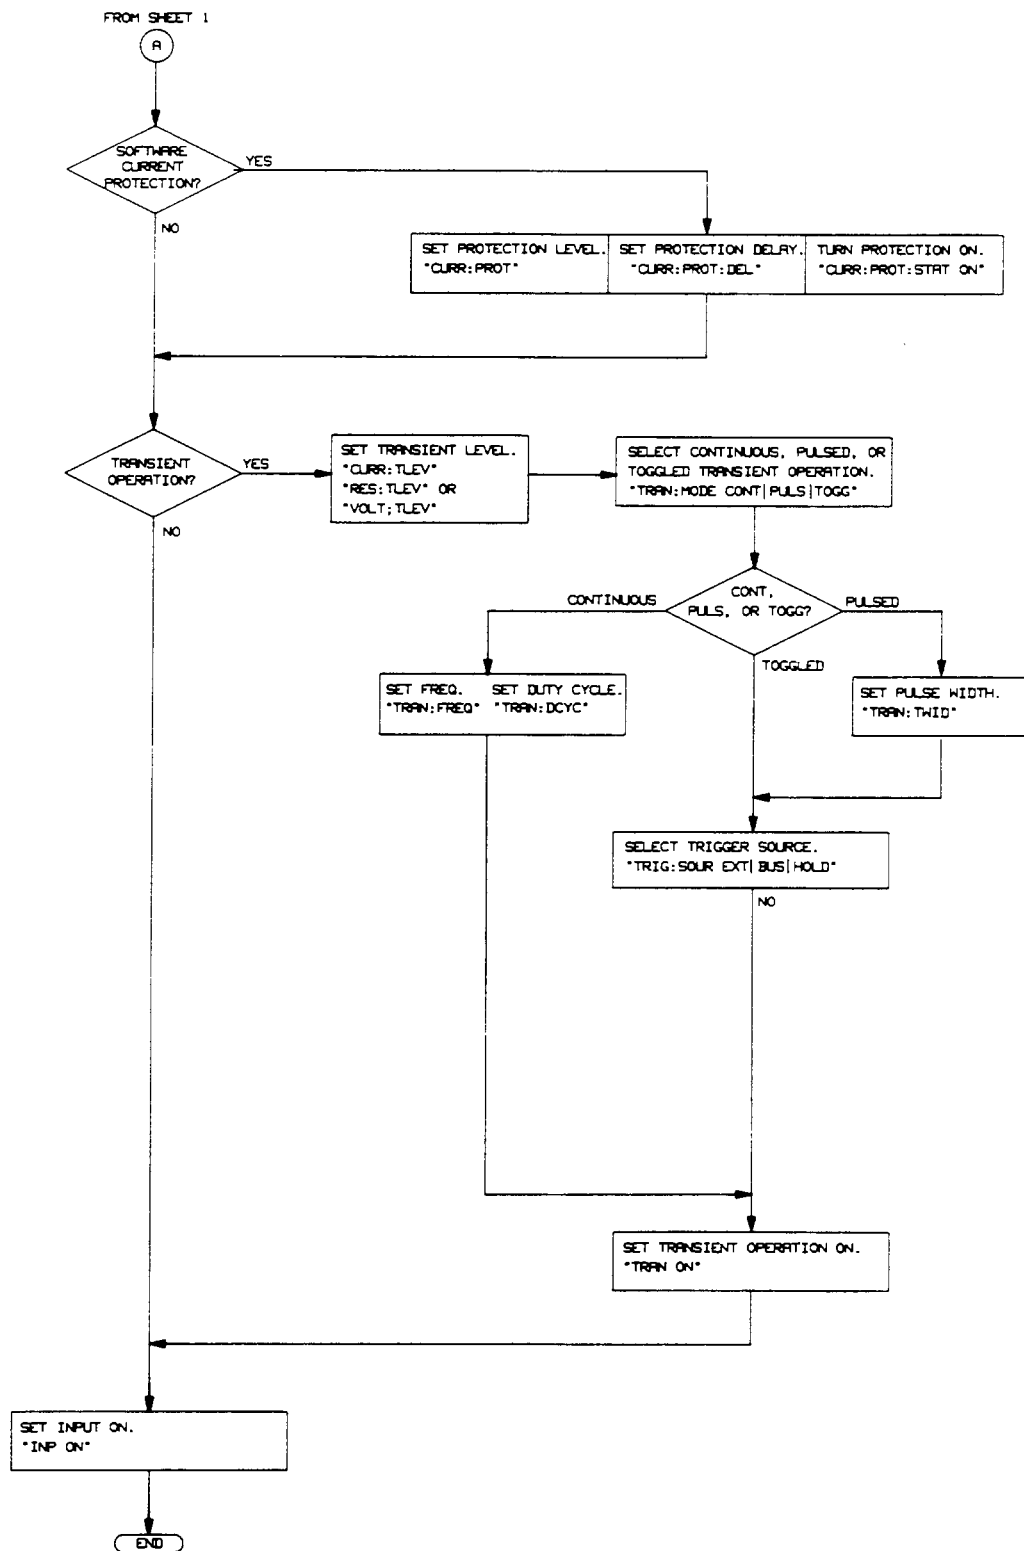 FROM SHEET 1
A
SOFTWARE
CURRENT
PROTECTION?
YES
NO
SET PROTECTION LEVEL.
"CURR:PROT"
SET PROTECTION DELAY.
"CURR:PROT:DEL"
TURN PROTECTION ON.
"CURR:PROT:STAT ON"
TRANSIENT
OPERATION?
YES
NO
SET TRANSIENT LEVEL.
"CURR:TLEV"
"RES:TLEV" OR
"VOLT;TLEV"
SELECT CONTINUOUS, PULSED, OR
TOGGLED TRANSIENT OPERATION.
"TRAN:MODE CONT|PULS|TOGG"
CONT,
PULS, OR TOGG?
CONTINUOUS
PULSED
TOGGLED
SET FREQ. SET DUTY CYCLE.
"TRAN:FREQ" "TRAN:DCYC"
SET PULSE WIDTH.
"TRAN:TWID"
SELECT TRIGGER SOURCE.
"TRIG:SOUR EXT|BUS|HOLD"
NO
SET TRANSIENT OPERATION ON.
"TRAN ON"
SET INPUT ON.
"INP ON"
END